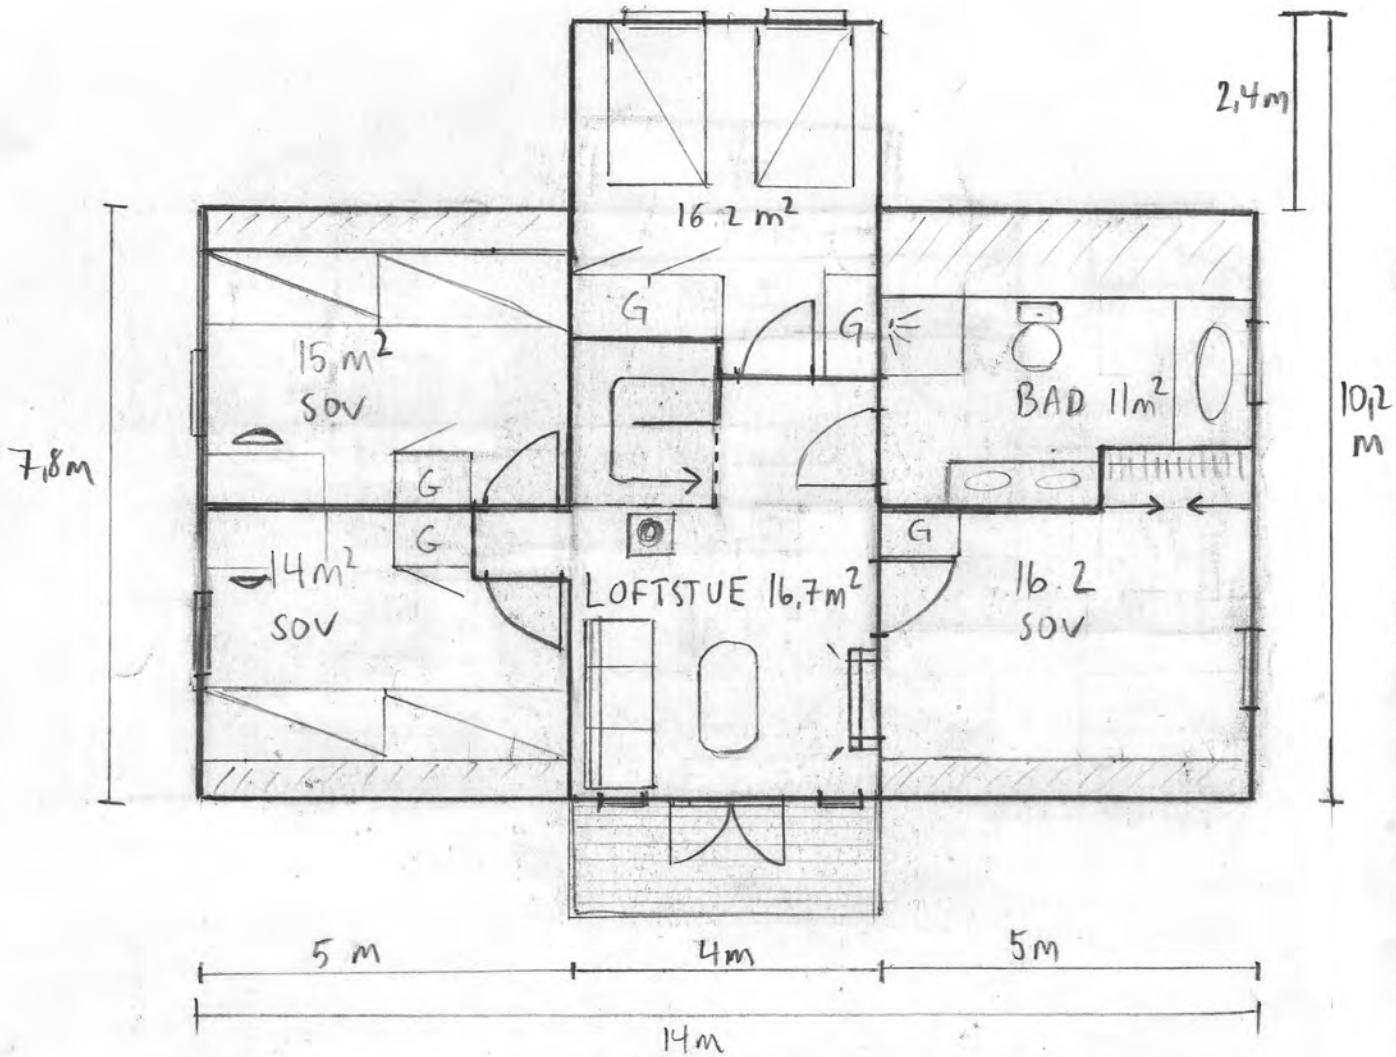 2,4m
16.2 m²
G
G
15 m²
SOV
BAD 11m²
10,2
m
7,8m
G
G
G
14m²
SOV
LOFTSTUE 16,7m²
16.2
SOV
5 m
4m
5m
14m